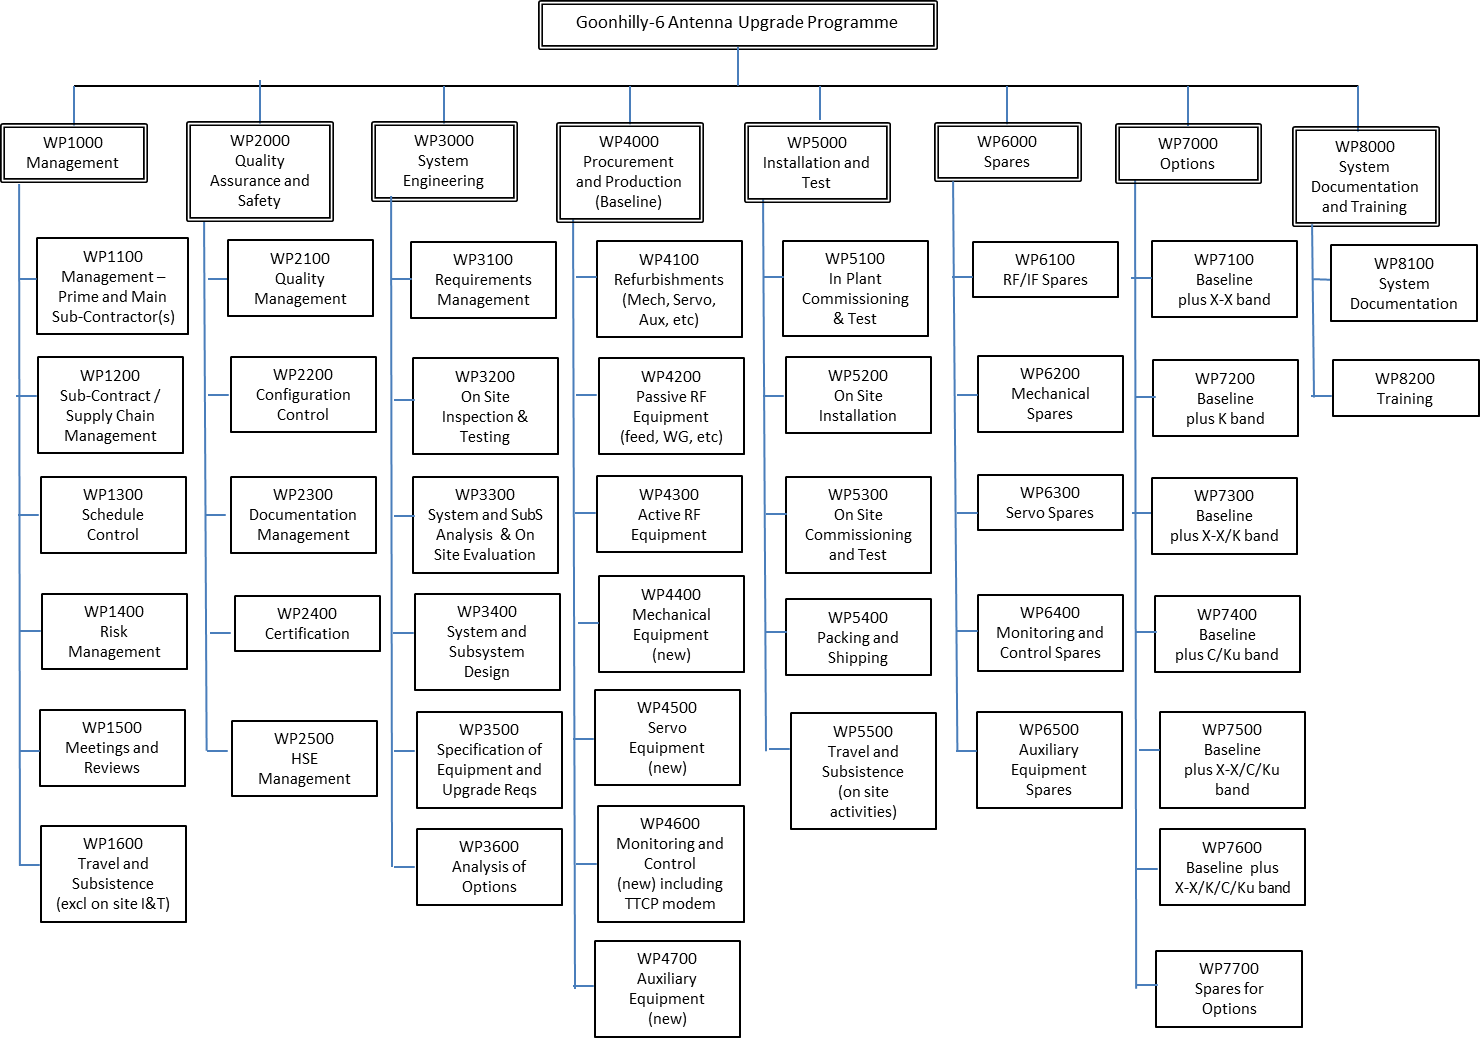 Goonhilly-6 Antenna Upgrade Programme
WP1000
Management
WP1100
Management –
Prime and Main
Sub-Contractor(s)
WP1200
Sub-Contract /
Supply Chain
Management
WP1300
Schedule
Control
WP1400
Risk
Management
WP1500
Meetings and
Reviews
WP1600
Travel and
Subsistence
(excl on site I&T)
WP2000
Quality
Assurance and
Safety
WP2100
Quality
Management
WP2200
Configuration
Control
WP2300
Documentation
Management
WP2400
Certification
WP2500
HSE
Management
WP3000
System
Engineering
WP3100
Requirements
Management
WP3200
On Site
Inspection &
Testing
WP3300
System and SubS
Analysis & On
Site Evaluation
WP3400
System and
Subsystem
Design
WP3500
Specification of
Equipment and
Upgrade Reqs
WP3600
Analysis of
Options
WP4000
Procurement
and Production
(Baseline)
WP4100
Refurbishments
(Mech, Servo,
Aux, etc)
WP4200
Passive RF
Equipment
(feed, WG, etc)
WP4300
Active RF
Equipment
WP4400
Mechanical
Equipment
(new)
WP4500
Servo
Equipment
(new)
WP4600
Monitoring and
Control
(new) including
TTCP modem
WP4700
Auxiliary
Equipment
(new)
WP5000
Installation and
Test
WP5100
In Plant
Commissioning
& Test
WP5200
On Site
Installation
WP5300
On Site
Commissioning
and Test
WP5400
Packing and
Shipping
WP5500
Travel and
Subsistence
(on site
activities)
WP6000
Spares
WP6100
RF/IF Spares
WP6200
Mechanical
Spares
WP6300
Servo Spares
WP6400
Monitoring and
Control Spares
WP6500
Auxiliary
Equipment
Spares
WP7000
Options
WP7100
Baseline
plus X-X band
WP7200
Baseline
plus K band
WP7300
Baseline
plus X-X/K band
WP7400
Baseline
plus C/Ku band
WP7500
Baseline
plus X-X/C/Ku
band
WP7600
Baseline plus
X-X/K/C/Ku band
WP7700
Spares for
Options
WP8000
System
Documentation
and Training
WP8100
System
Documentation
WP8200
Training